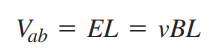 V_ab = EL = vBL